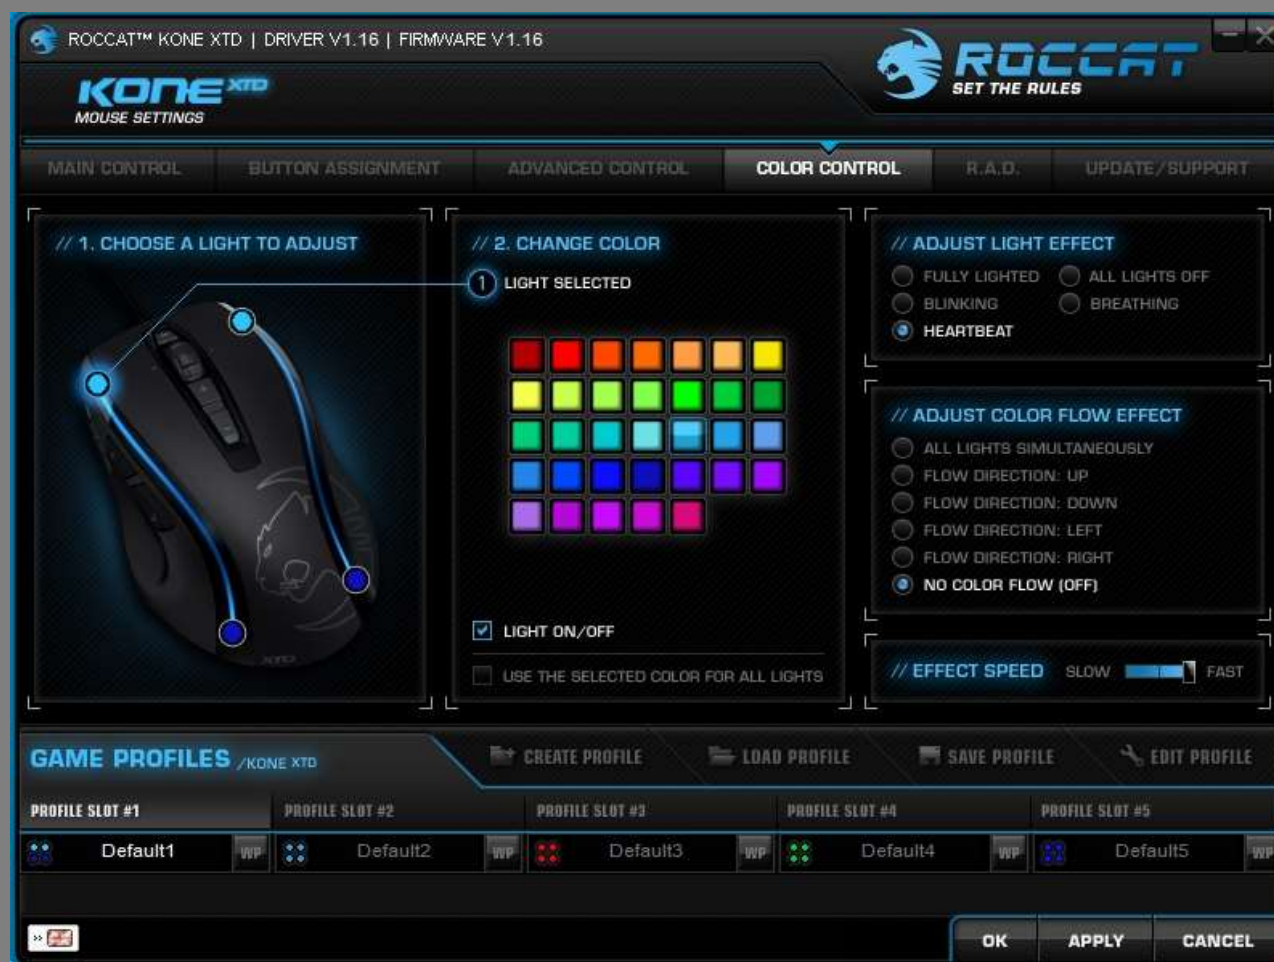 ROCCAT™ KONE XTD | DRIVER V1.16 | FIRMWARE V1.16
ROCCAT
SET THE RULES
KONE XTD
MOUSE SETTINGS
MAIN CONTROL BUTTON ASSIGNMENT ADVANCED CONTROL COLOR CONTROL R.A.D. UPDATE/SUPPORT
// 1. CHOOSE A LIGHT TO ADJUST
XTD
// 2. CHANGE COLOR
1 LIGHT SELECTED
LIGHT ON/OFF
USE THE SELECTED COLOR FOR ALL LIGHTS
// ADJUST LIGHT EFFECT
FULLY LIGHTED ALL LIGHTS OFF
BLINKING BREATHING
HEARTBEAT
// ADJUST COLOR FLOW EFFECT
ALL LIGHTS SIMULTANEOUSLY
FLOW DIRECTION: UP
FLOW DIRECTION: DOWN
FLOW DIRECTION: LEFT
FLOW DIRECTION: RIGHT
NO COLOR FLOW (OFF)
// EFFECT SPEED SLOW FAST
GAME PROFILES /KONE XTD CREATE PROFILE LOAD PROFILE SAVE PROFILE EDIT PROFILE
PROFILE SLOT #1 PROFILE SLOT #2 PROFILE SLOT #3 PROFILE SLOT #4 PROFILE SLOT #5
Default1 WP Default2 WP Default3 WP Default4 WP Default5 WP
»
OK APPLY CANCEL